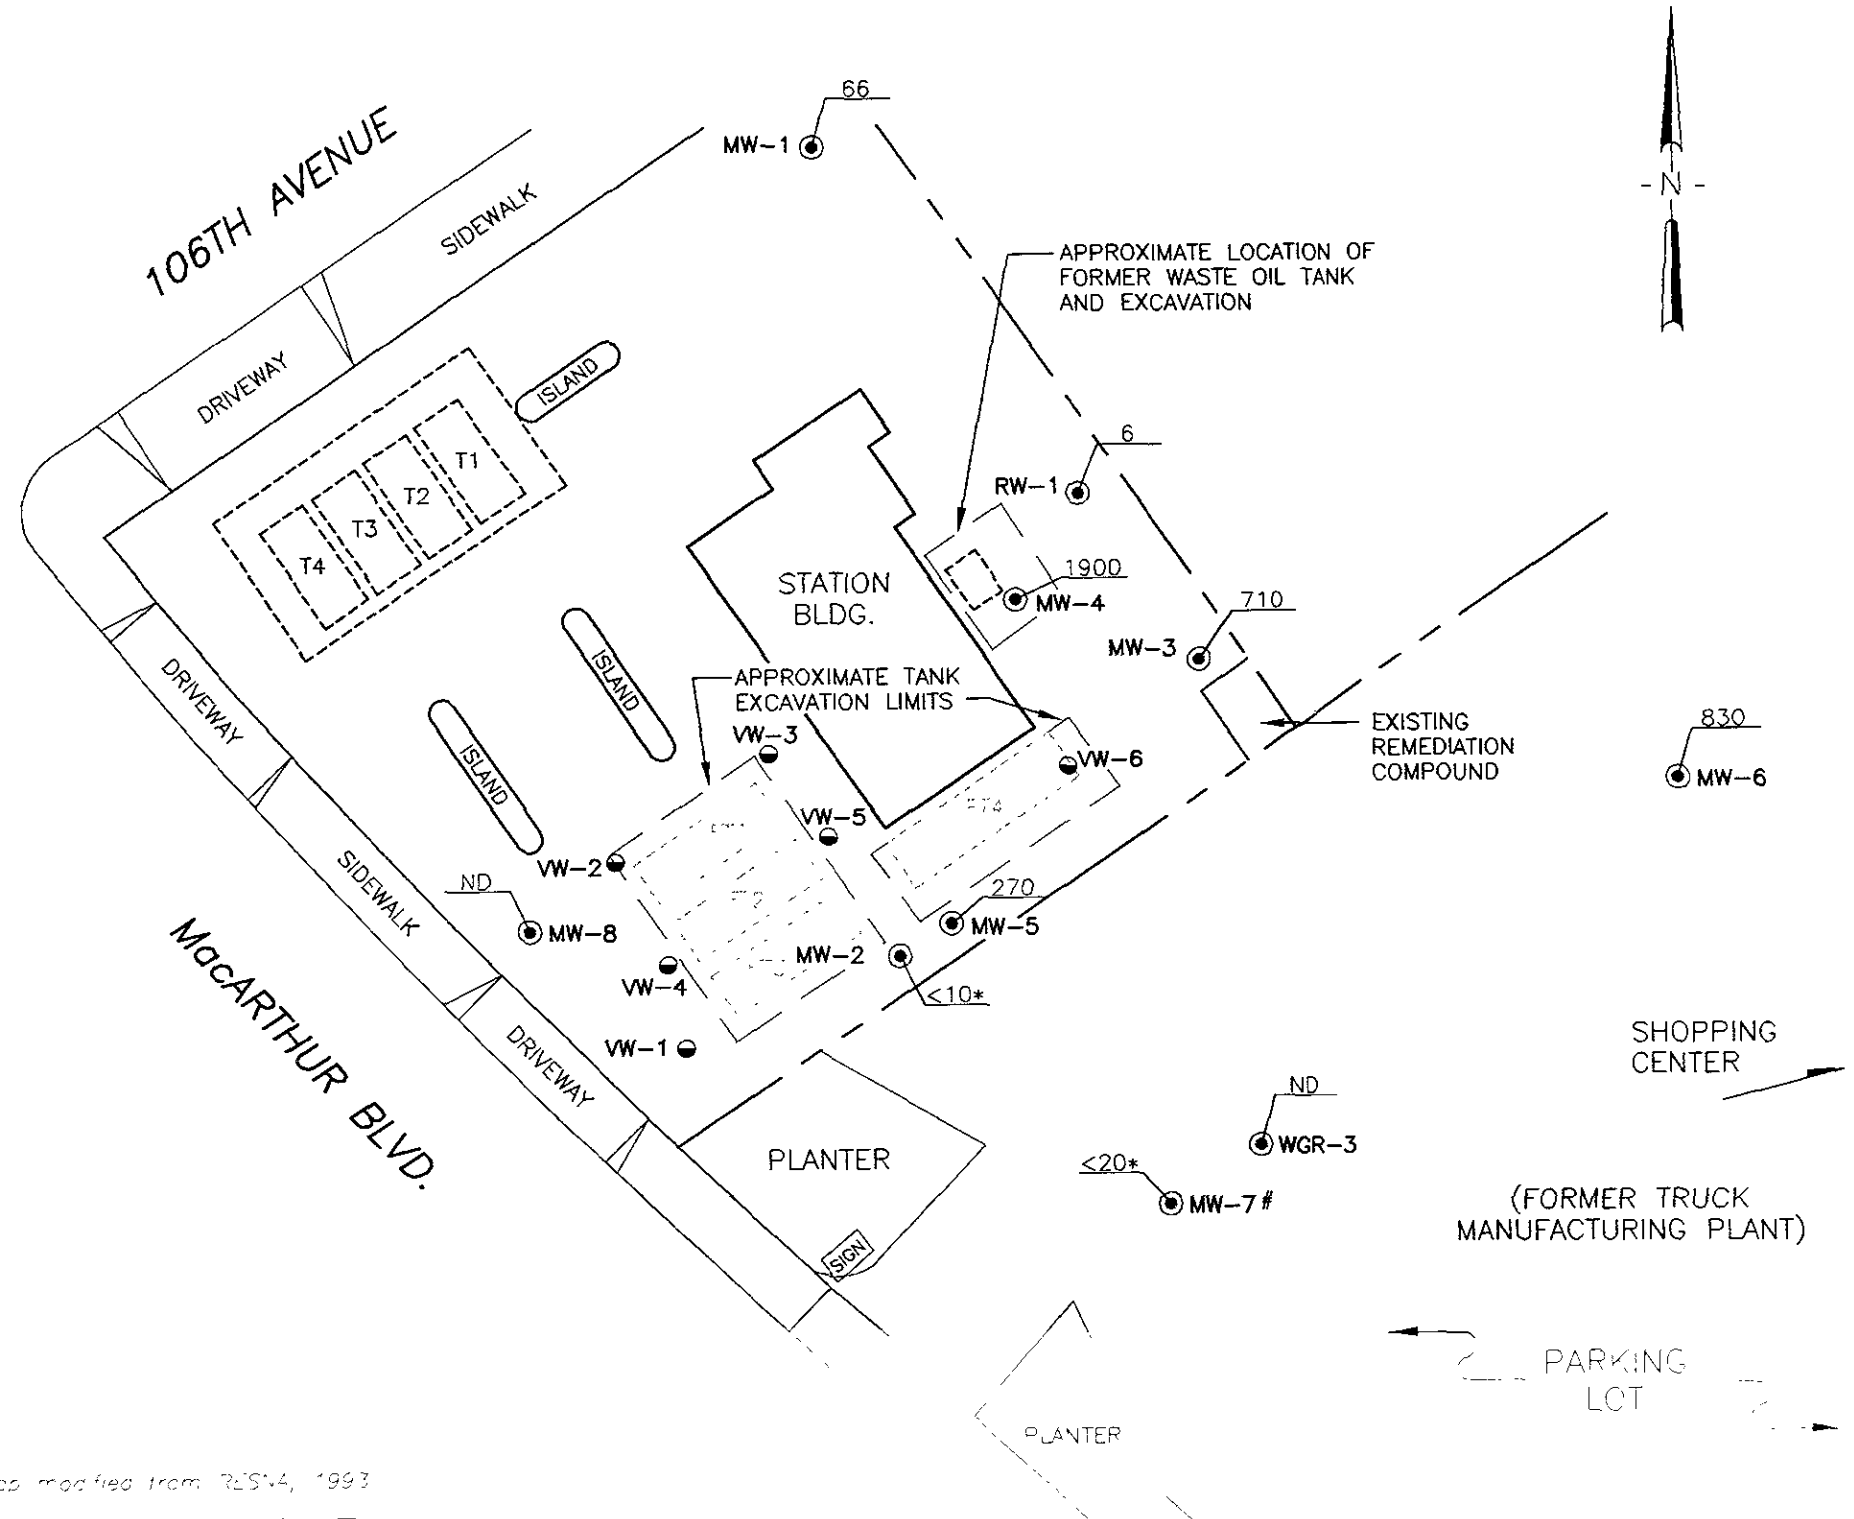 66
MW-1
106TH AVENUE
SIDEWALK
- N -
APPROXIMATE LOCATION OF
FORMER WASTE OIL TANK
AND EXCAVATION
DRIVEWAY
ISLAND
6
RW-1
T1
T2
T3
T4
STATION
BLDG.
1900
MW-4
710
MW-3
DRIVEWAY
ISLAND
APPROXIMATE TANK
EXCAVATION LIMITS
EXISTING
REMEDIATION
COMPOUND
830
MW-6
VW-3
VW-6
ISLAND
VW-5
VW-2
SIDEWALK
ND
MW-8
270
MW-5
MW-2
<10*
VW-4
VW-1
MacARTHUR BLVD.
DRIVEWAY
SHOPPING
CENTER
ND
WGR-3
PLANTER
<20*
MW-7#
(FORMER TRUCK
MANUFACTURING PLANT)
SIGN
PARKING
LOT
PLANTER
modified from RESNA, 1993